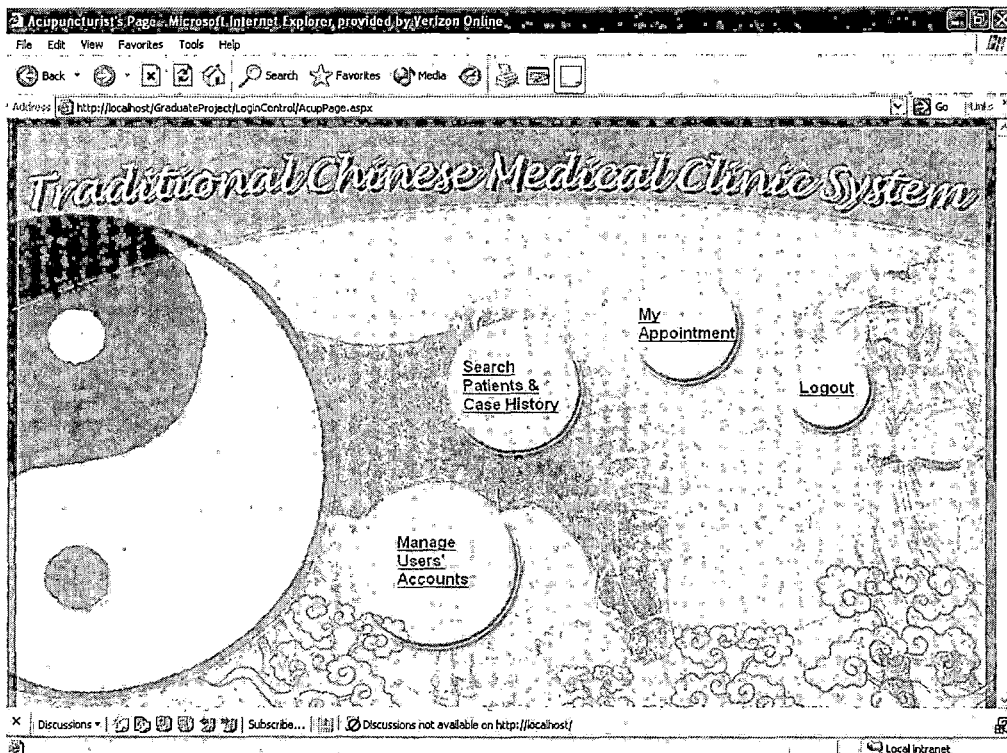 Acupuncturist's Page - Microsoft Internet Explorer, provided by Verizon Online
File Edit View Favorites Tools Help
Back Search Favorites Media
Address http://localhost/GraduateProject/LoginControl/AcupPage.aspx Go Links
Traditional Chinese Medical Clinic System
My
Appointment
Search
Patients &
Case History
Logout
Manage
Users'
Accounts
Discussions Subscribe... Discussions not available on http://localhost/
Local intranet